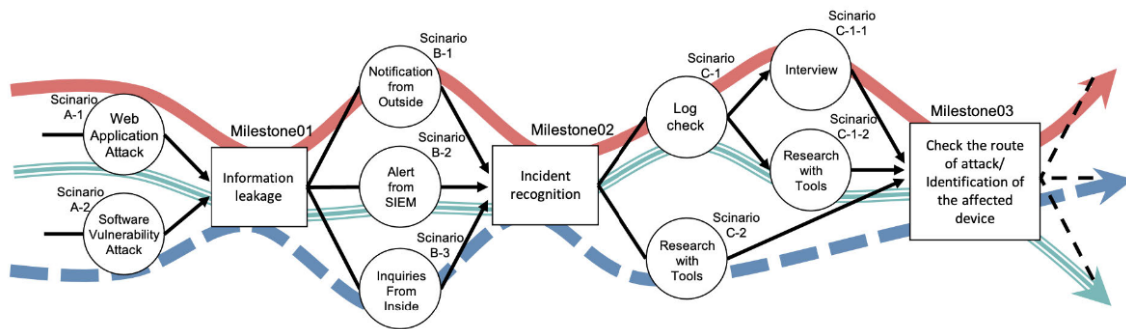 Scinario
A-1
Web
Application
Attack
Scinario
A-2
Software
Vulnerability
Attack
Milestone01
Information
leakage
Scinario
B-1
Notification
from
Outside
Scinario
B-2
Alert
from
SIEM
Scinario
B-3
Inquiries
From
Inside
Milestone02
Incident
recognition
Scinario
C-1
Log
check
Scinario
C-1-1
Interview
Scinario
C-1-2
Research
with Tools
Scinario
C-2
Research
with
Tools
Milestone03
Check the route
of attack/
Identification of
the affected
device